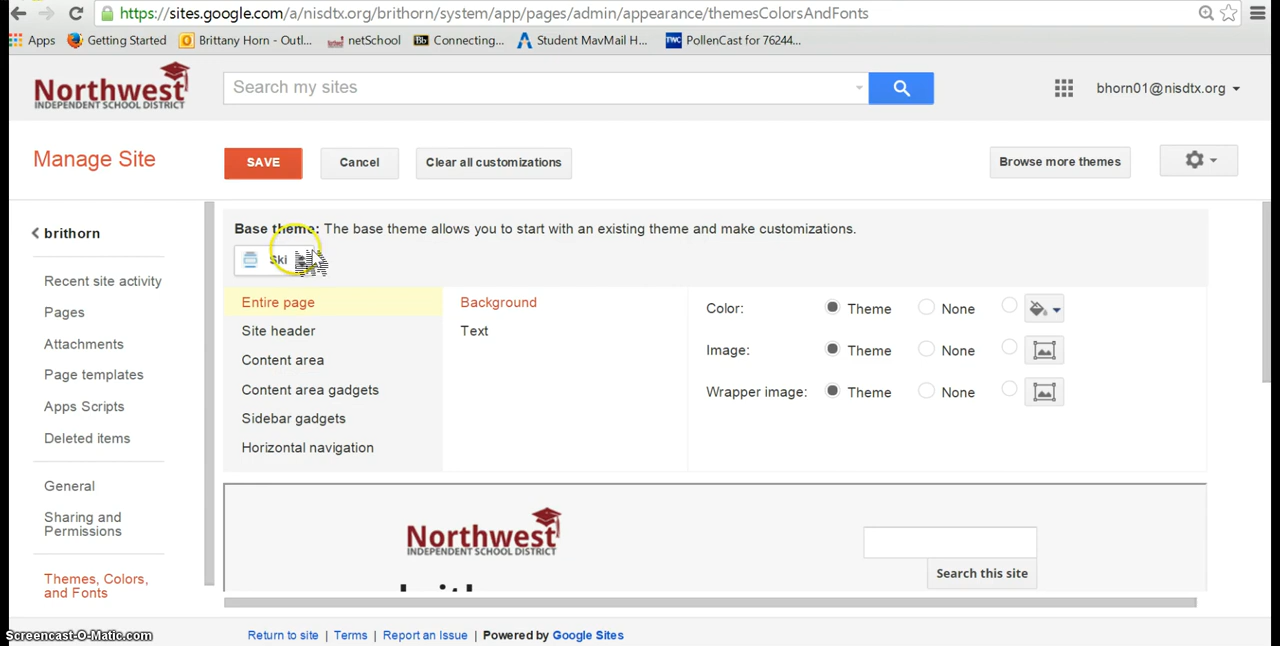 https://sites.google.com/a/nisdtx.org/brithorn/system/app/pages/admin/appearance/themesColorsAndFonts
Apps Getting Started Brittany Horn - Outl... netSchool Bb Connecting... Student MavMail H... TWC PollenCast for 76244...
Northwest
INDEPENDENT SCHOOL DISTRICT
Search my sites
bhorn01@nisdtx.org
Manage Site
SAVE Cancel Clear all customizations Browse more themes
brithorn
Recent site activity
Pages
Attachments
Page templates
Apps Scripts
Deleted items
General
Sharing and
Permissions
Themes, Colors,
and Fonts
Base theme: The base theme allows you to start with an existing theme and make customizations.
Ski
Entire page
Site header
Content area
Content area gadgets
Sidebar gadgets
Horizontal navigation
Background
Text
Color: Theme None
Image: Theme None
Wrapper image: Theme None
Northwest
INDEPENDENT SCHOOL DISTRICT
Search this site
Return to site | Terms | Report an Issue | Powered by Google Sites
Screencast-O-Matic.com